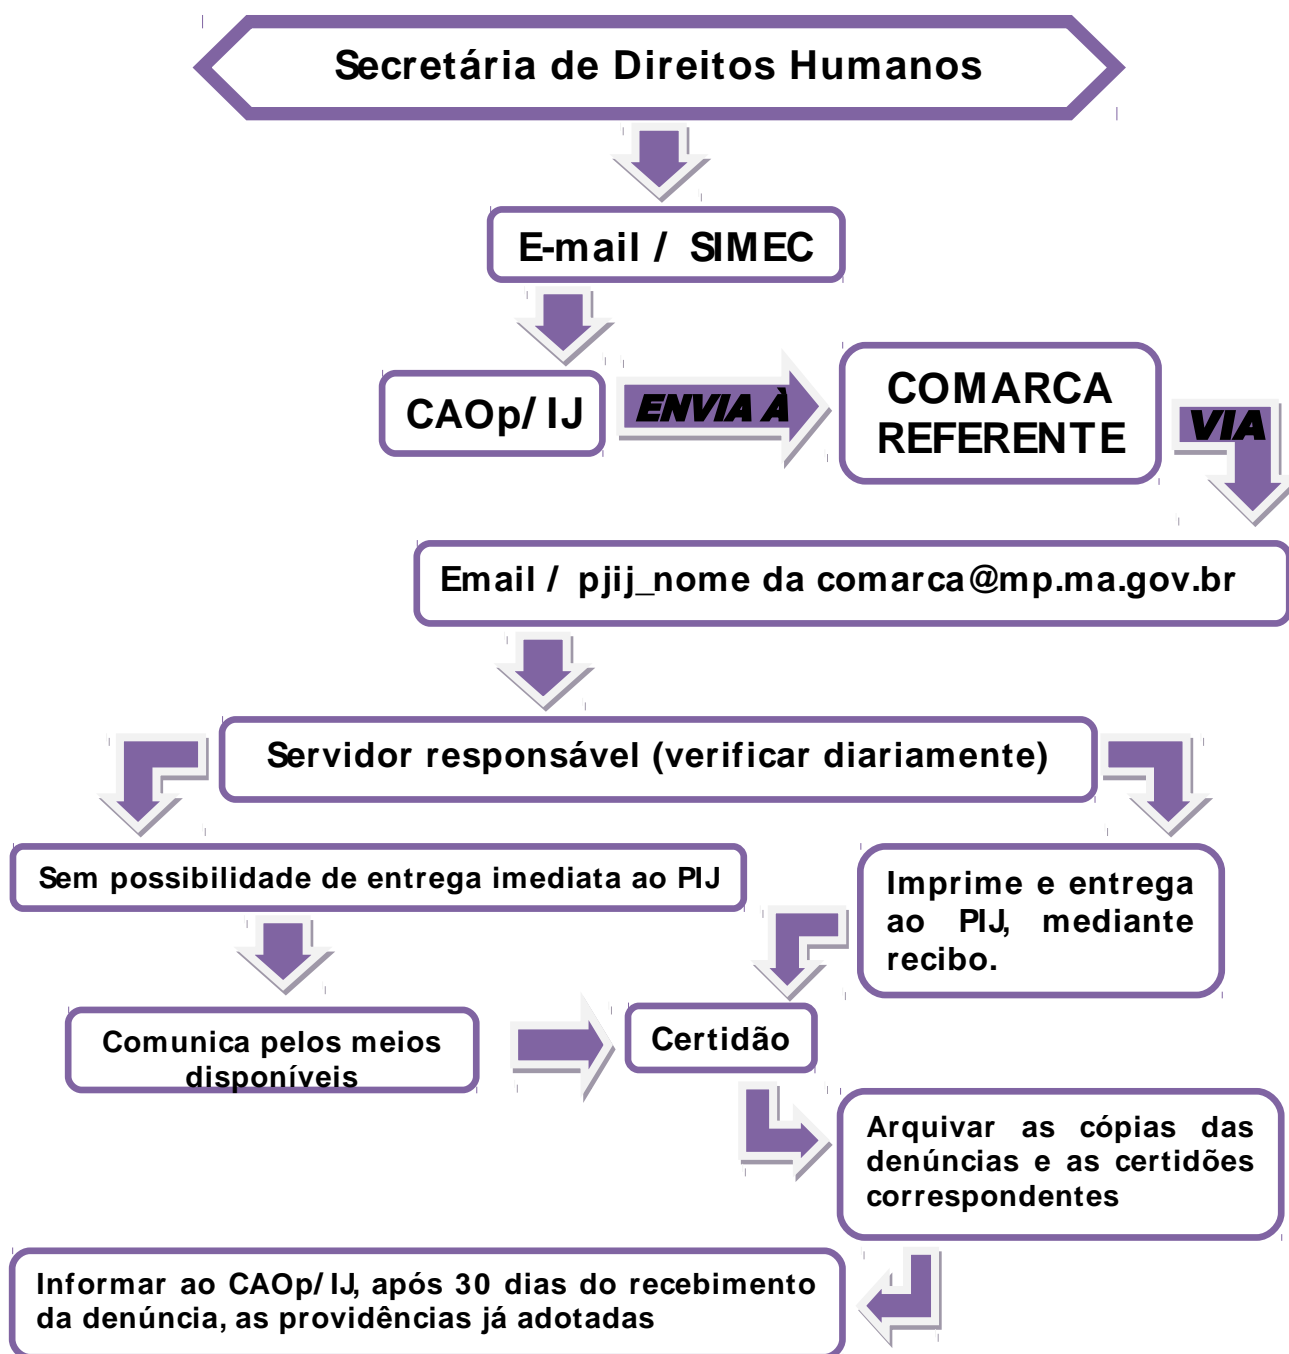 Secretária de Direitos Humanos
E-mail / SIMEC
CAOp/ IJ
ENVIA À
COMARCA
REFERENTE
VIA
Email / pjij_nome da comarca@mp.ma.gov.br
Servidor responsável (verificar diariamente)
Sem possibilidade de entrega imediata ao PIJ
Imprime e entrega
ao PIJ, mediante
recibo.
Comunica pelos meios
disponíveis
Certidão
Arquivar as cópias das
denúncias e as certidões
correspondentes
Informar ao CAOp/ IJ, após 30 dias do recebimento
da denúncia, as providências já adotadas